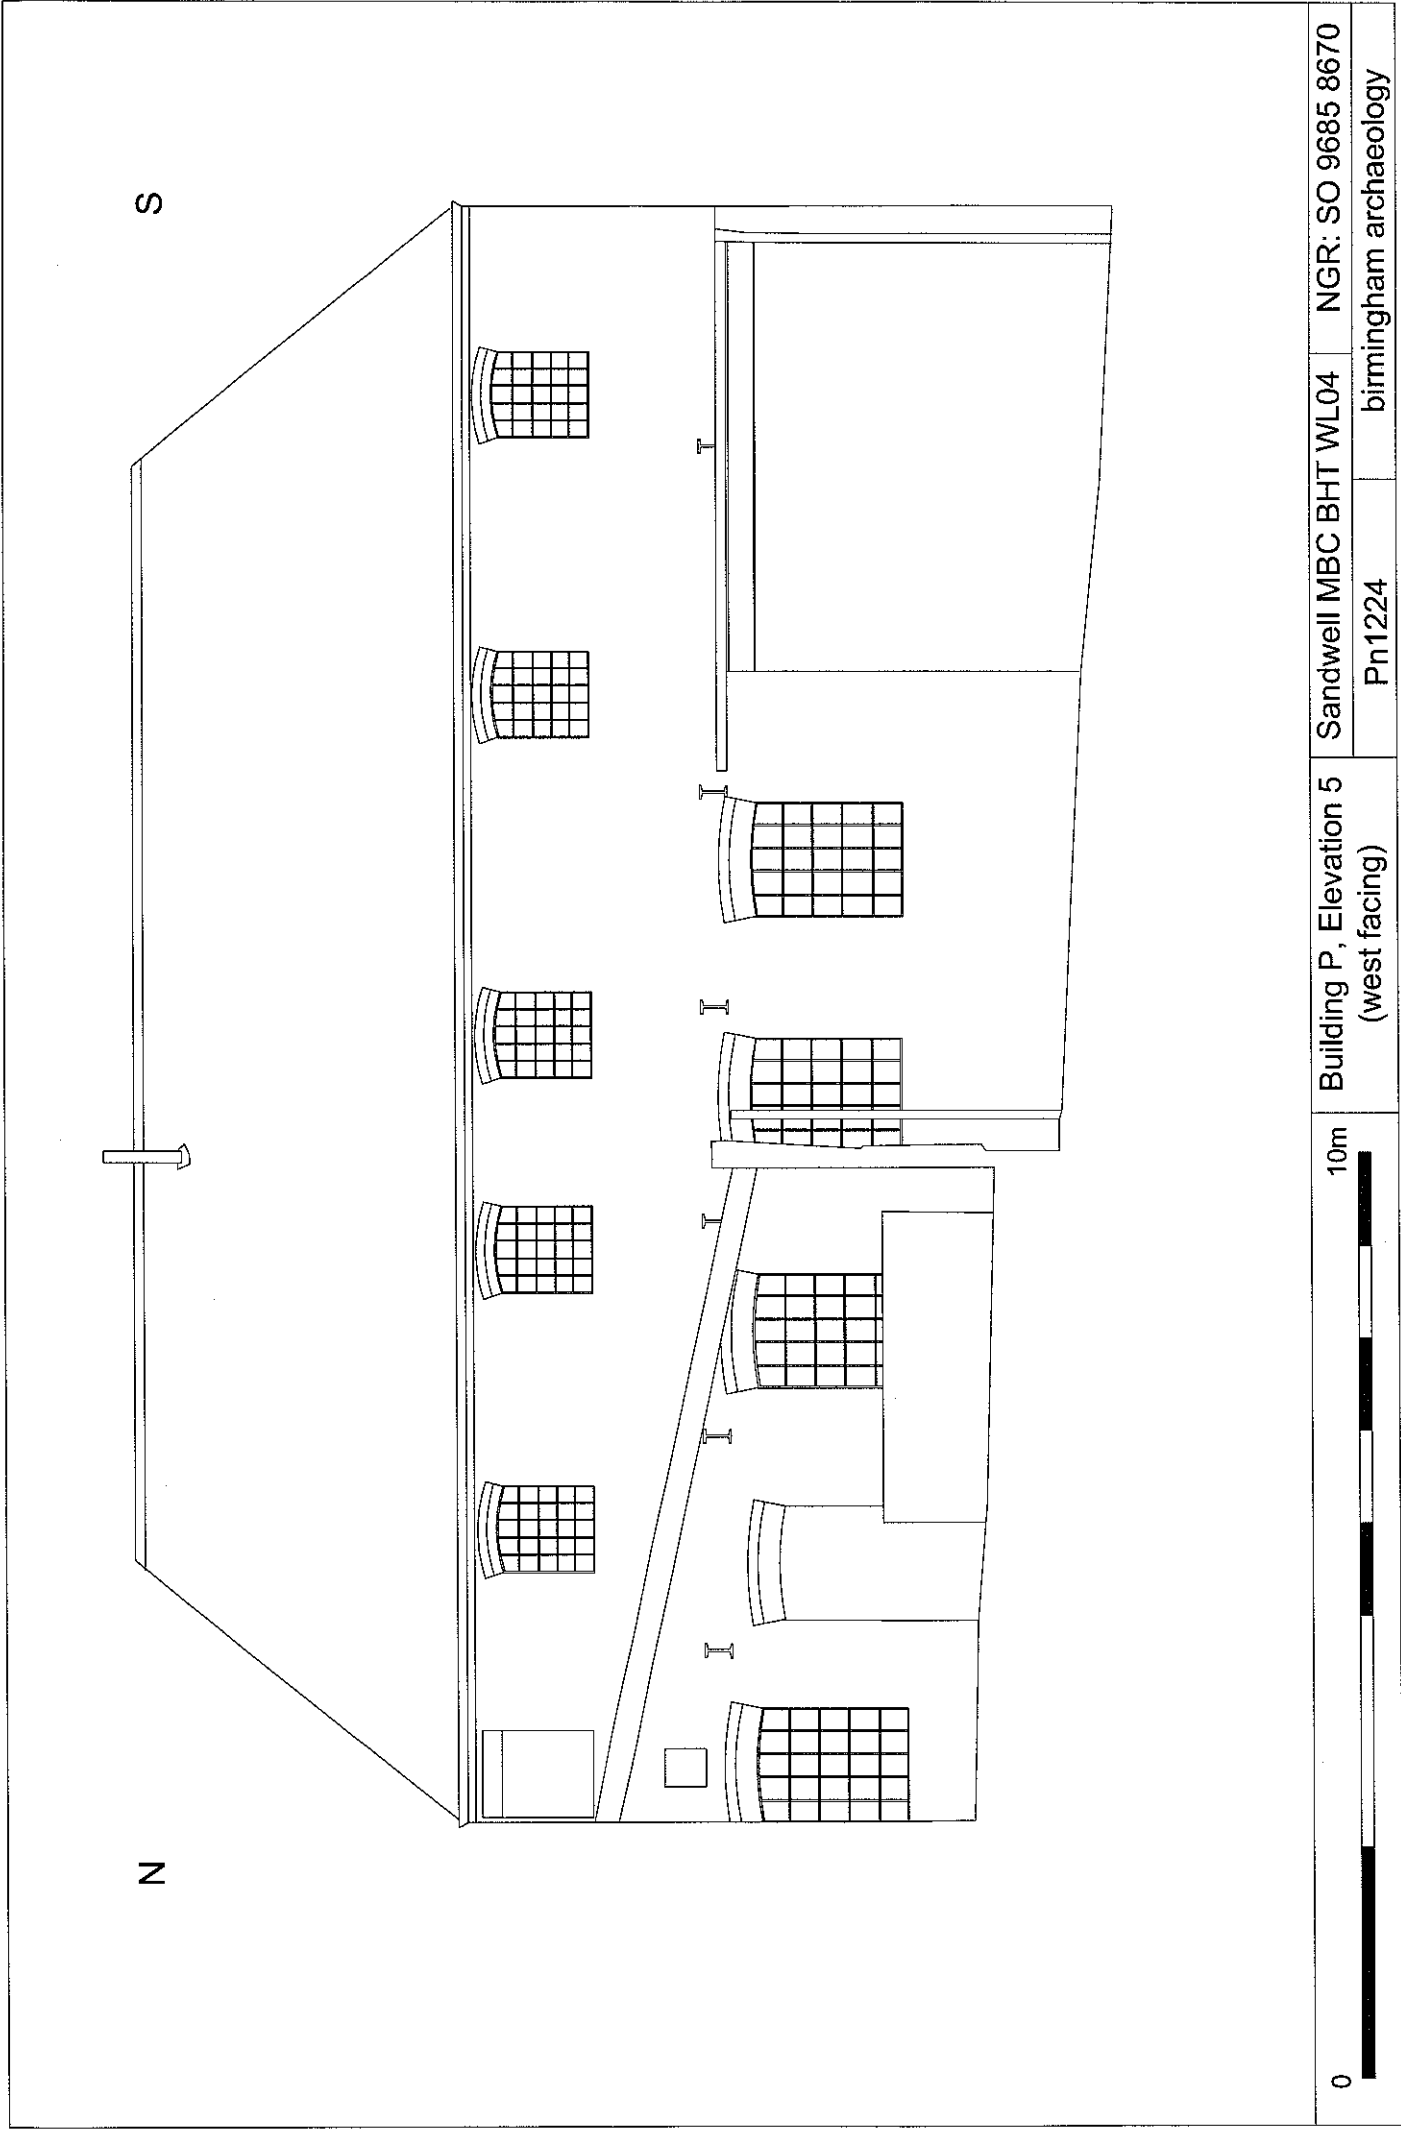 N
S
0
10m
Building P, Elevation 5
(west facing)
Sandwell MBC BHT WL04
NGR: SO 9685 8670
Pn1224
birmingham archaeology